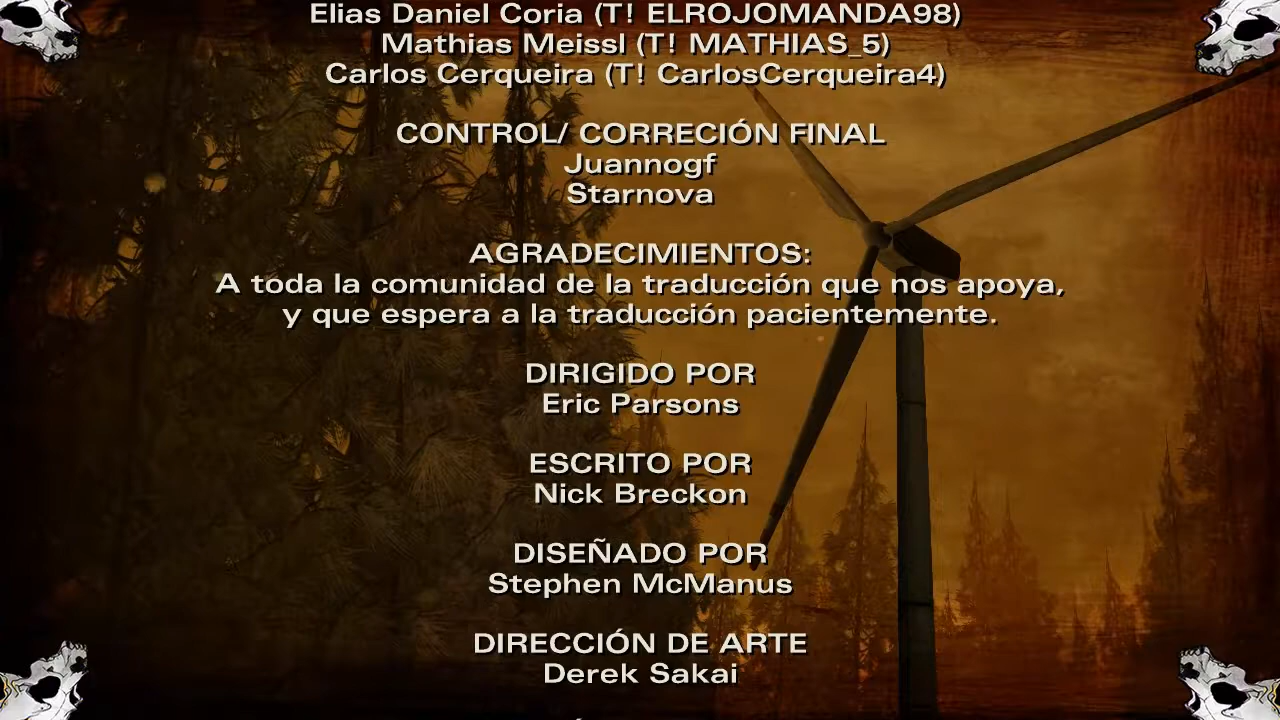 Elias Daniel Coria (T! ELROJOMANDA98)
Mathias Meissl (T! MATHIAS_5)
Carlos Cerqueira (T! CarlosCerqueira4)
CONTROL/ CORRECIÓN FINAL
Juannogf
Starnova
AGRADECIMIENTOS:
A toda la comunidad de la traducción que nos apoya,
y que espera a la traducción pacientemente.
DIRIGIDO POR
Eric Parsons
ESCRITO POR
Nick Breckon
DISEÑADO POR
Stephen McManus
DIRECCIÓN DE ARTE
Derek Sakai